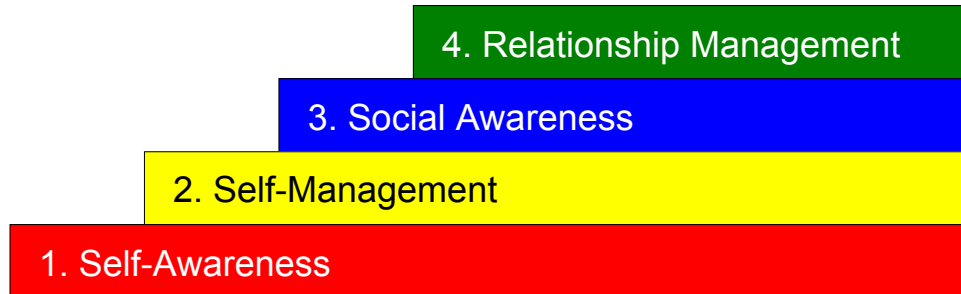 4. Relationship Management
3. Social Awareness
2. Self-Management
1. Self-Awareness